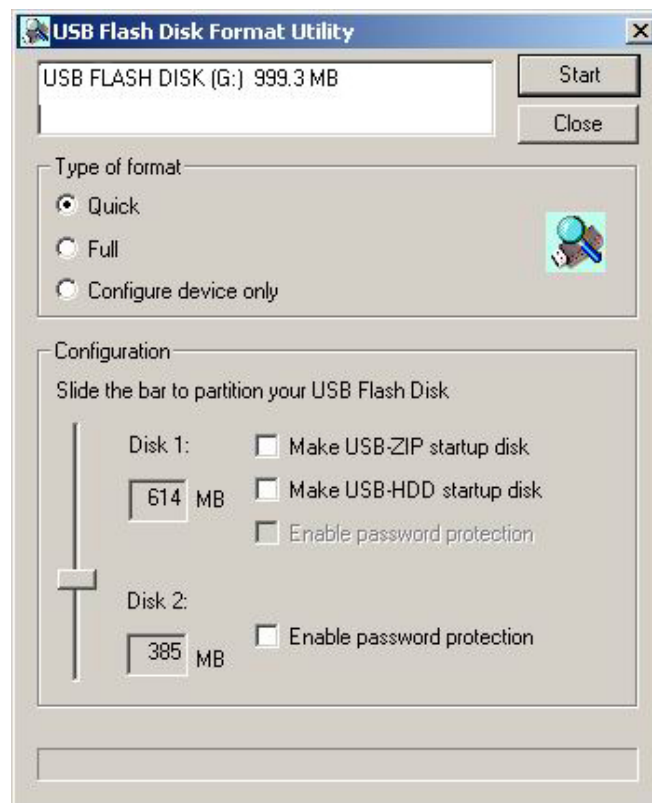 USB Flash Disk Format Utility
USB FLASH DISK (G:) 999.3 MB
Start
Close
Type of format
Quick
Full
Configure device only
Configuration
Slide the bar to partition your USB Flash Disk
Disk 1:
Make USB-ZIP startup disk
614 MB
Make USB-HDD startup disk
Enable password protection
Disk 2:
385 MB
Enable password protection